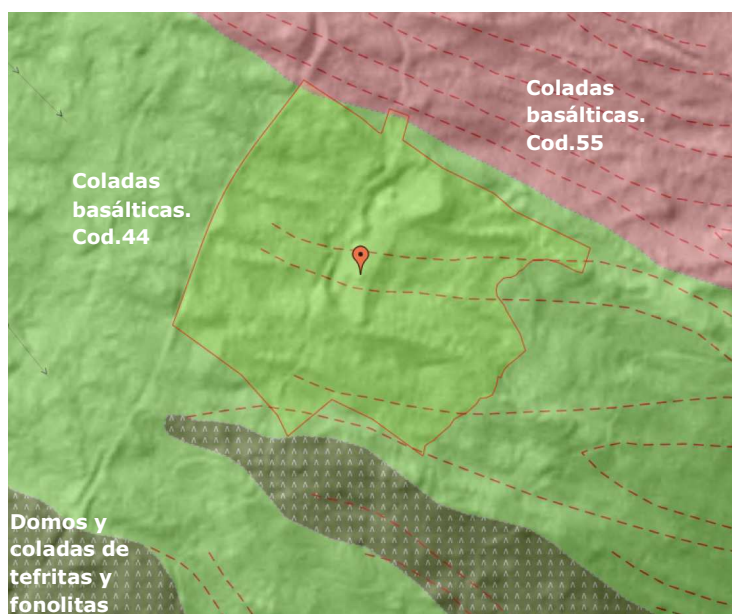 Coladas
basálticas.
Cod.55
Coladas
basálticas.
Cod.44
Domos y
coladas de
tefritas y
fonolitas